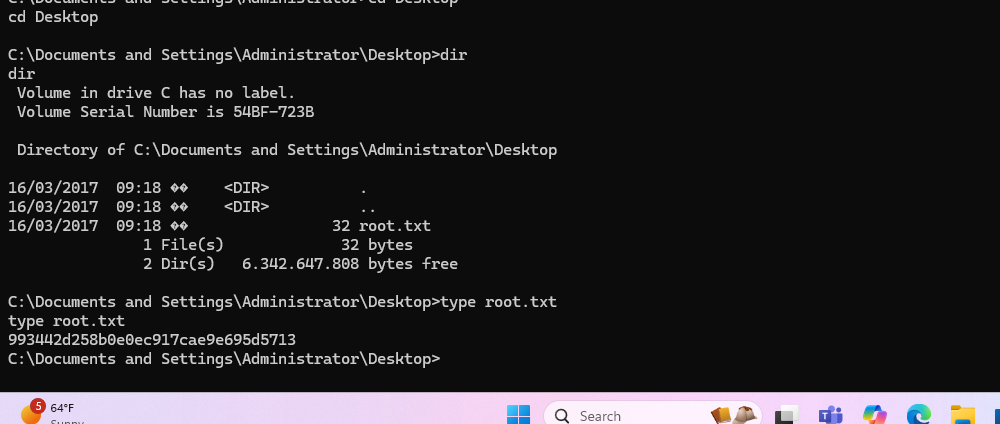 C:\Documents and Settings\Administrator>cd Desktop
cd Desktop
C:\Documents and Settings\Administrator\Desktop>dir
dir
 Volume in drive C has no label.
 Volume Serial Number is 54BF-723B
 Directory of C:\Documents and Settings\Administrator\Desktop
16/03/2017  09:18 ��    <DIR>          .
16/03/2017  09:18 ��    <DIR>          ..
16/03/2017  09:18 ��                32 root.txt
               1 File(s)             32 bytes
               2 Dir(s)   6.342.647.808 bytes free
C:\Documents and Settings\Administrator\Desktop>type root.txt
type root.txt
993442d258b0e0ec917cae9e695d5713
C:\Documents and Settings\Administrator\Desktop>
5
64°F
Sunny
Search
T